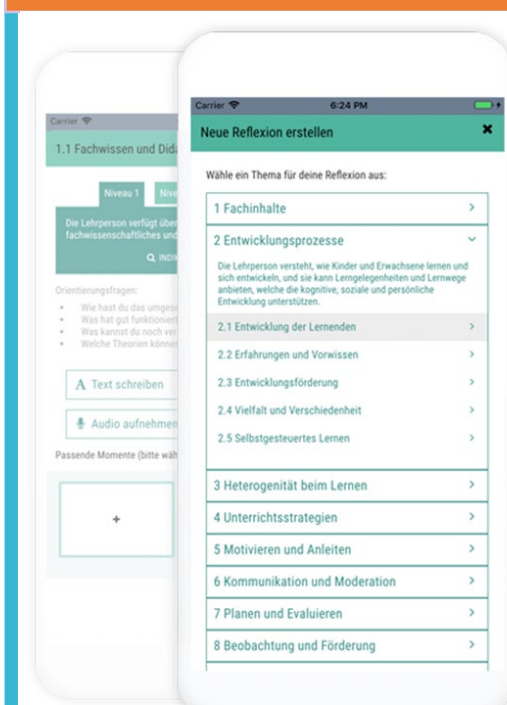 Carrier
1.1 Fachwissen und Did
Niveau 1 Nive
Die Lehrperson verfügt über
fachwissenschaftliches und
Orientierungsfragen:
Wie hast du das umgese
Was hat gut funktioniert
Was kannst du noch ver
Welche Theorien können
A Text schreiben
Audio aufnehmen
Passende Momente (bitte wäh
+
Carrier 6:24 PM
Neue Reflexion erstellen
Wähle ein Thema für deine Reflexion aus:
1 Fachinhalte
2 Entwicklungsprozesse
Die Lehrperson versteht, wie Kinder und Erwachsene lernen und
sich entwickeln, und sie kann Lerngelegenheiten und Lernwege
anbieten, welche die kognitive, soziale und persönliche
Entwicklung unterstützen.
2.1 Entwicklung der Lernenden
2.2 Erfahrungen und Vorwissen
2.3 Entwicklungsförderung
2.4 Vielfalt und Verschiedenheit
2.5 Selbstgesteuertes Lernen
3 Heterogenität beim Lernen
4 Unterrichtsstrategien
5 Motivieren und Anleiten
6 Kommunikation und Moderation
7 Planen und Evaluieren
8 Beobachtung und Förderung